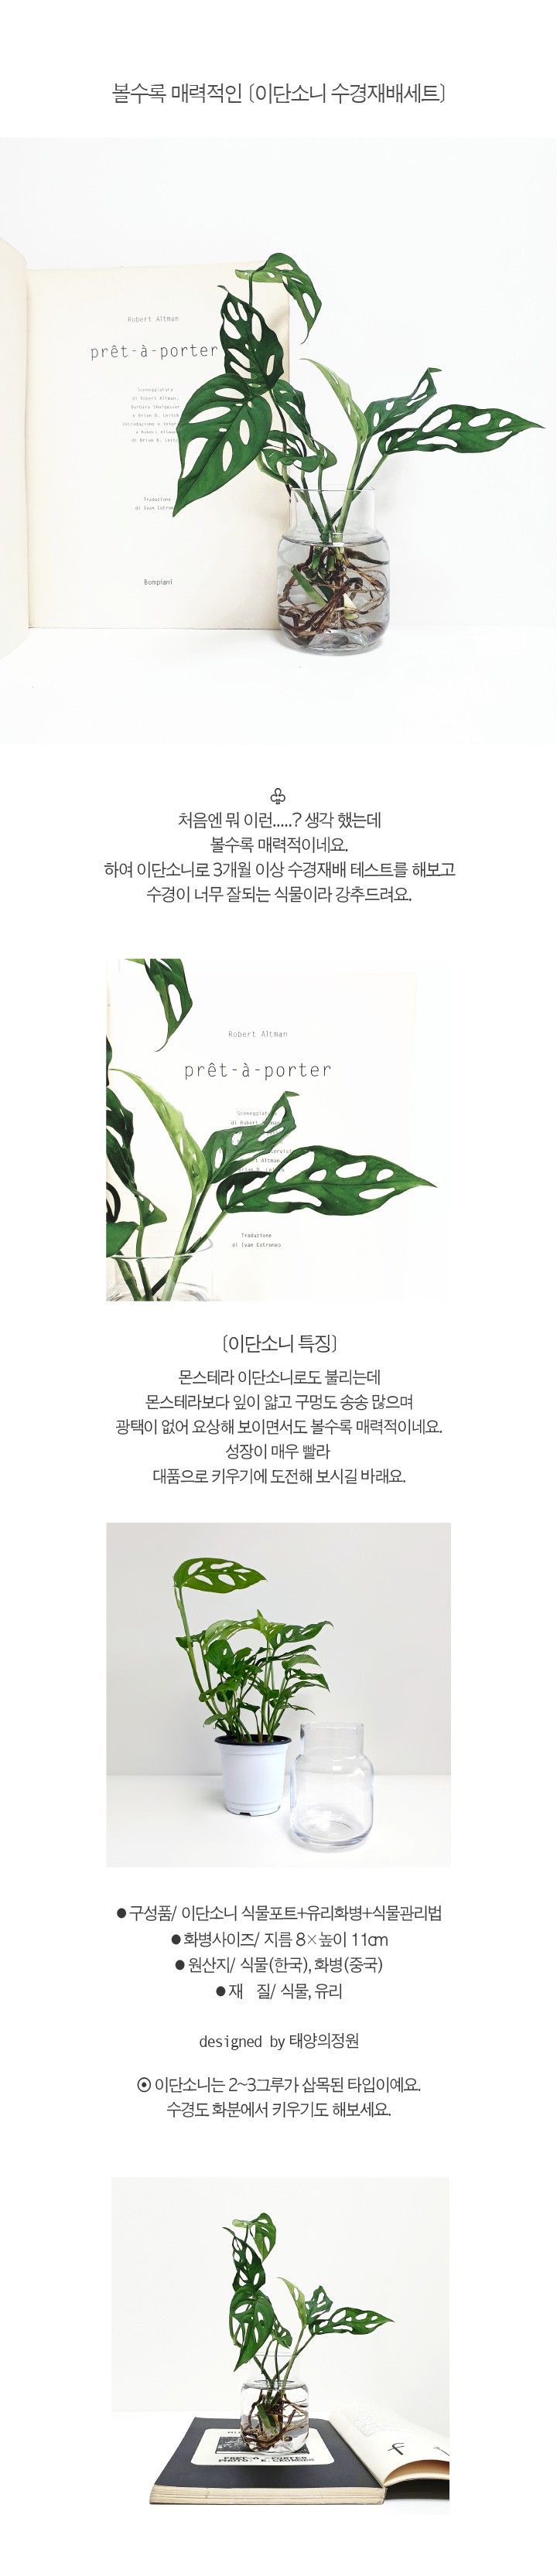 볼수록 매력적인 [이단소니 수경재배세트]
Robert Altman
prêt-à-porter
Sceneggiatura
di Robert Altman,
Barbara Shulgasser
e Brian D. Leitch
Traduzione
Bompiani
처음엔 뭐 이런.....? 생각 했는데
볼수록 매력적이네요.
하여 이단소니로 3개월 이상 수경재배 테스트를 해보고
수경이 너무 잘되는 식물이라 강추드려요.
Robert Altman
prêt-à-porter
Sceneggiatura
di Robert
Traduzione
di Ivan Cotroneo
[이단소니 특징]
몬스테라 이단소니로도 불리는데
몬스테라보다 잎이 얇고 구멍도 송송 많으며
광택이 없어 요상해 보이면서도 볼수록 매력적이네요.
성장이 매우 빨라
대품으로 키우기에 도전해 보시길 바래요.
● 구성품/ 이단소니 식물포트+유리화병+식물관리법
● 화병사이즈/ 지름 8×높이 11cm
● 원산지/ 식물(한국), 화병(중국)
● 재 질/ 식물, 유리
designed by 태양의정원
⊙ 이단소니는 2~3그루가 삽목된 타입이예요.
수경도 화분에서 키우기도 해보세요.